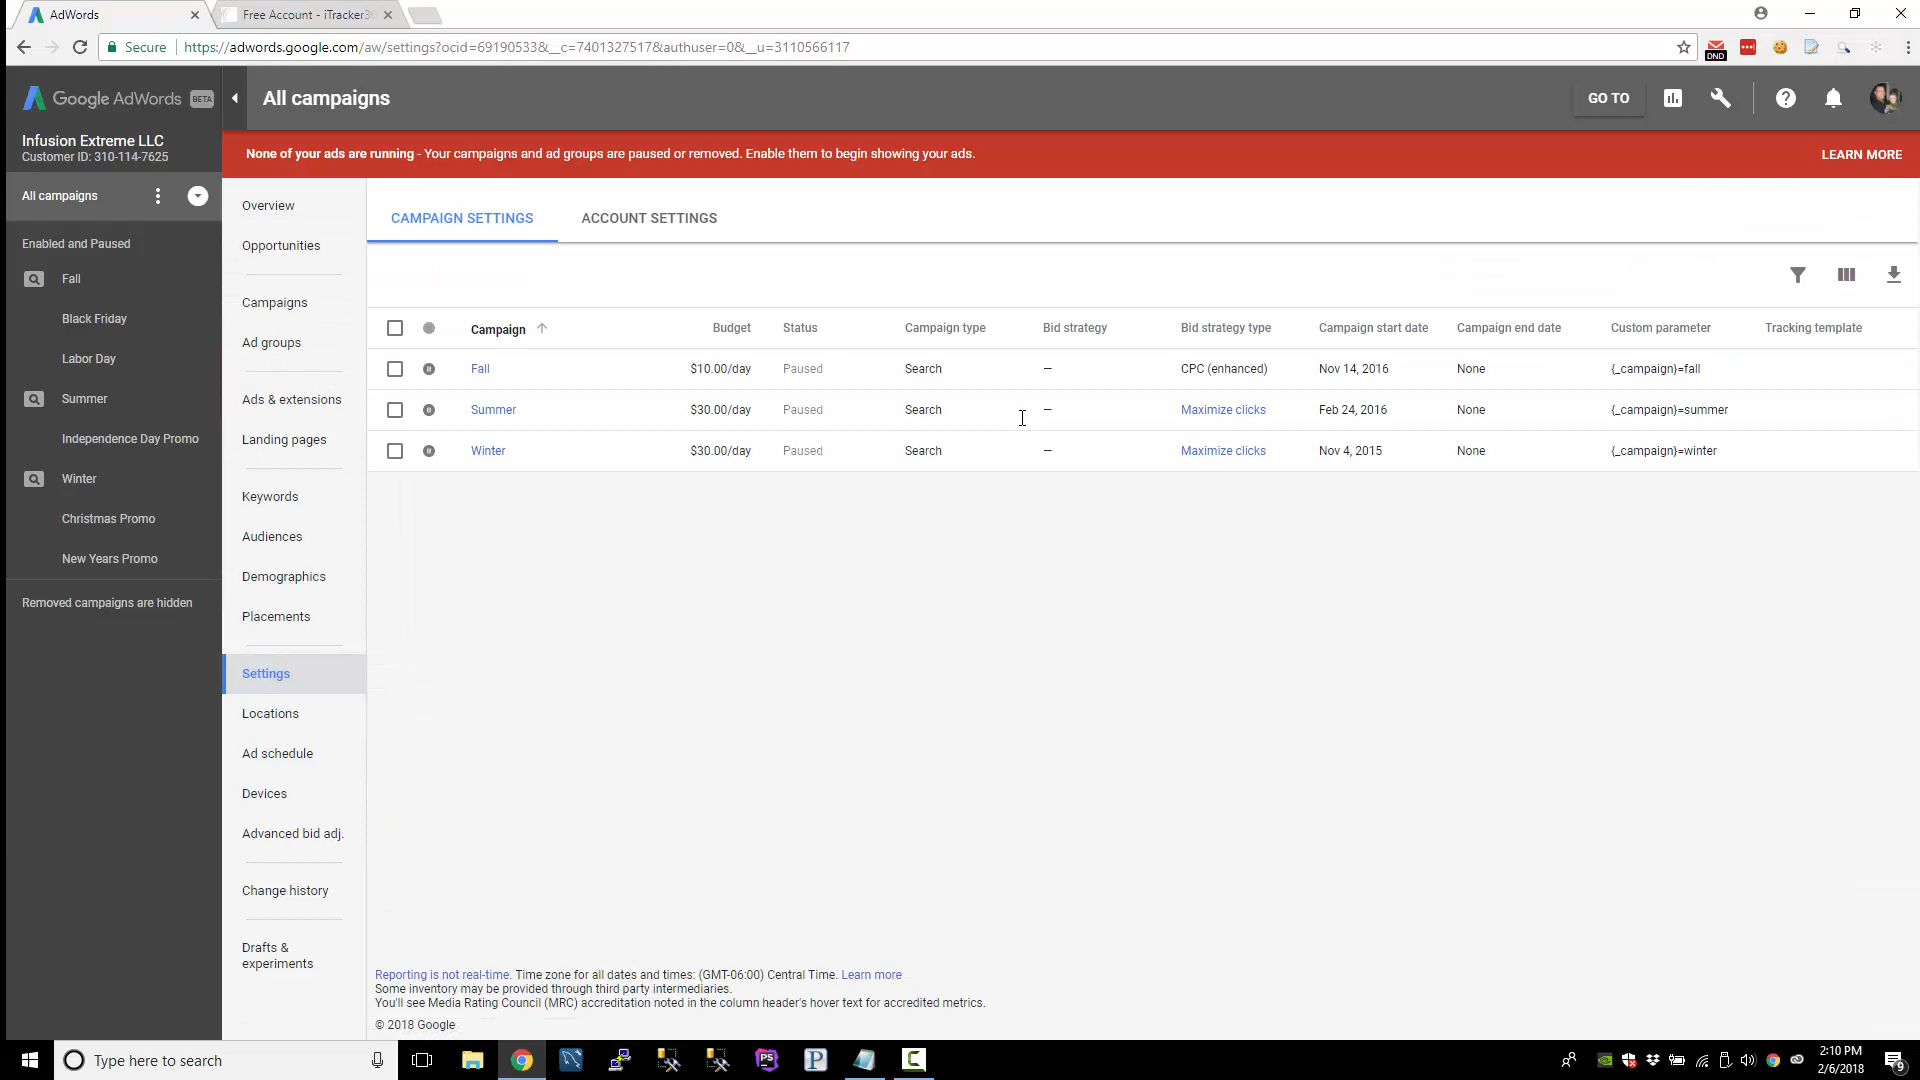 AdWords
Free Account - iTracker36
Secure
https://adwords.google.com/aw/settings?ocid=69190533&__c=7401327517&authuser=0&__u=3110566117
DND
Google AdWords BETA
All campaigns
GO TO
Infusion Extreme LLC
Customer ID: 310-114-7625
None of your ads are running - Your campaigns and ad groups are paused or removed. Enable them to begin showing your ads.
LEARN MORE
All campaigns
Enabled and Paused
Fall
Black Friday
Labor Day
Summer
Independence Day Promo
Winter
Christmas Promo
New Years Promo
Removed campaigns are hidden
Overview
Opportunities
Campaigns
Ad groups
Ads & extensions
Landing pages
Keywords
Audiences
Demographics
Placements
Settings
Locations
Ad schedule
Devices
Advanced bid adj.
Change history
Drafts &
experiments
CAMPAIGN SETTINGS
ACCOUNT SETTINGS
Campaign Budget Status Campaign type Bid strategy Bid strategy type Campaign start date Campaign end date Custom parameter Tracking template
Fall $10.00/day Paused Search – CPC (enhanced) Nov 14, 2016 None {_campaign}=fall
Summer $30.00/day Paused Search – Maximize clicks Feb 24, 2016 None {_campaign}=summer
Winter $30.00/day Paused Search – Maximize clicks Nov 4, 2015 None {_campaign}=winter
Reporting is not real-time. Time zone for all dates and times: (GMT-06:00) Central Time. Learn more
Some inventory may be provided through third party intermediaries.
You'll see Media Rating Council (MRC) accreditation noted in the column header's hover text for accredited metrics.
© 2018 Google
Type here to search
PS
P
C
2:10 PM
2/6/2018
9